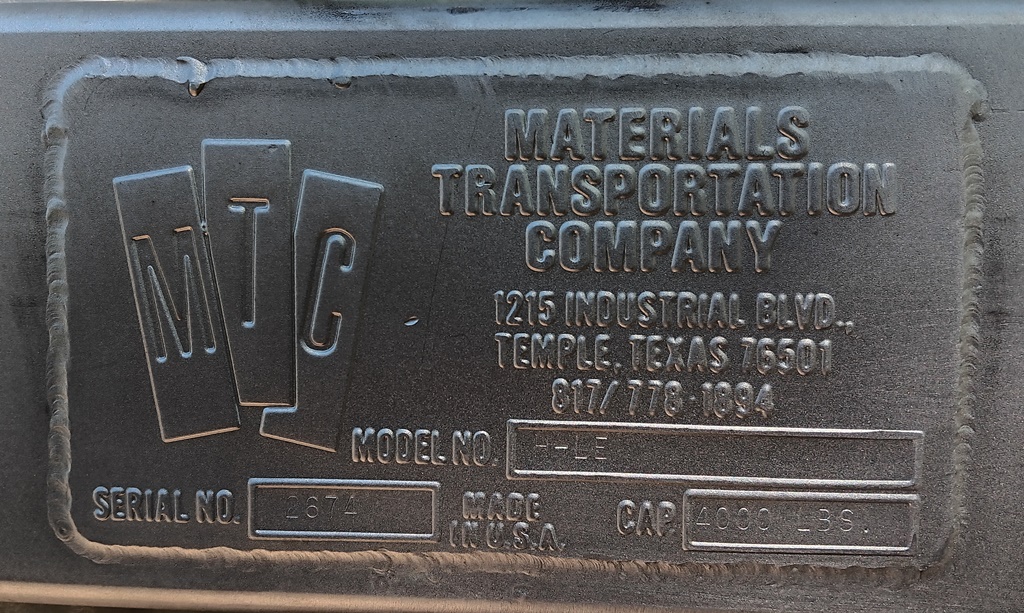 MTC
MATERIALS
TRANSPORTATION
COMPANY
1215 INDUSTRIAL BLVD.,
TEMPLE, TEXAS 76501
817/778-1894
MODEL NO.
SERIAL NO. 2674 MADE IN U.S.A. CAP 4000 LBS.